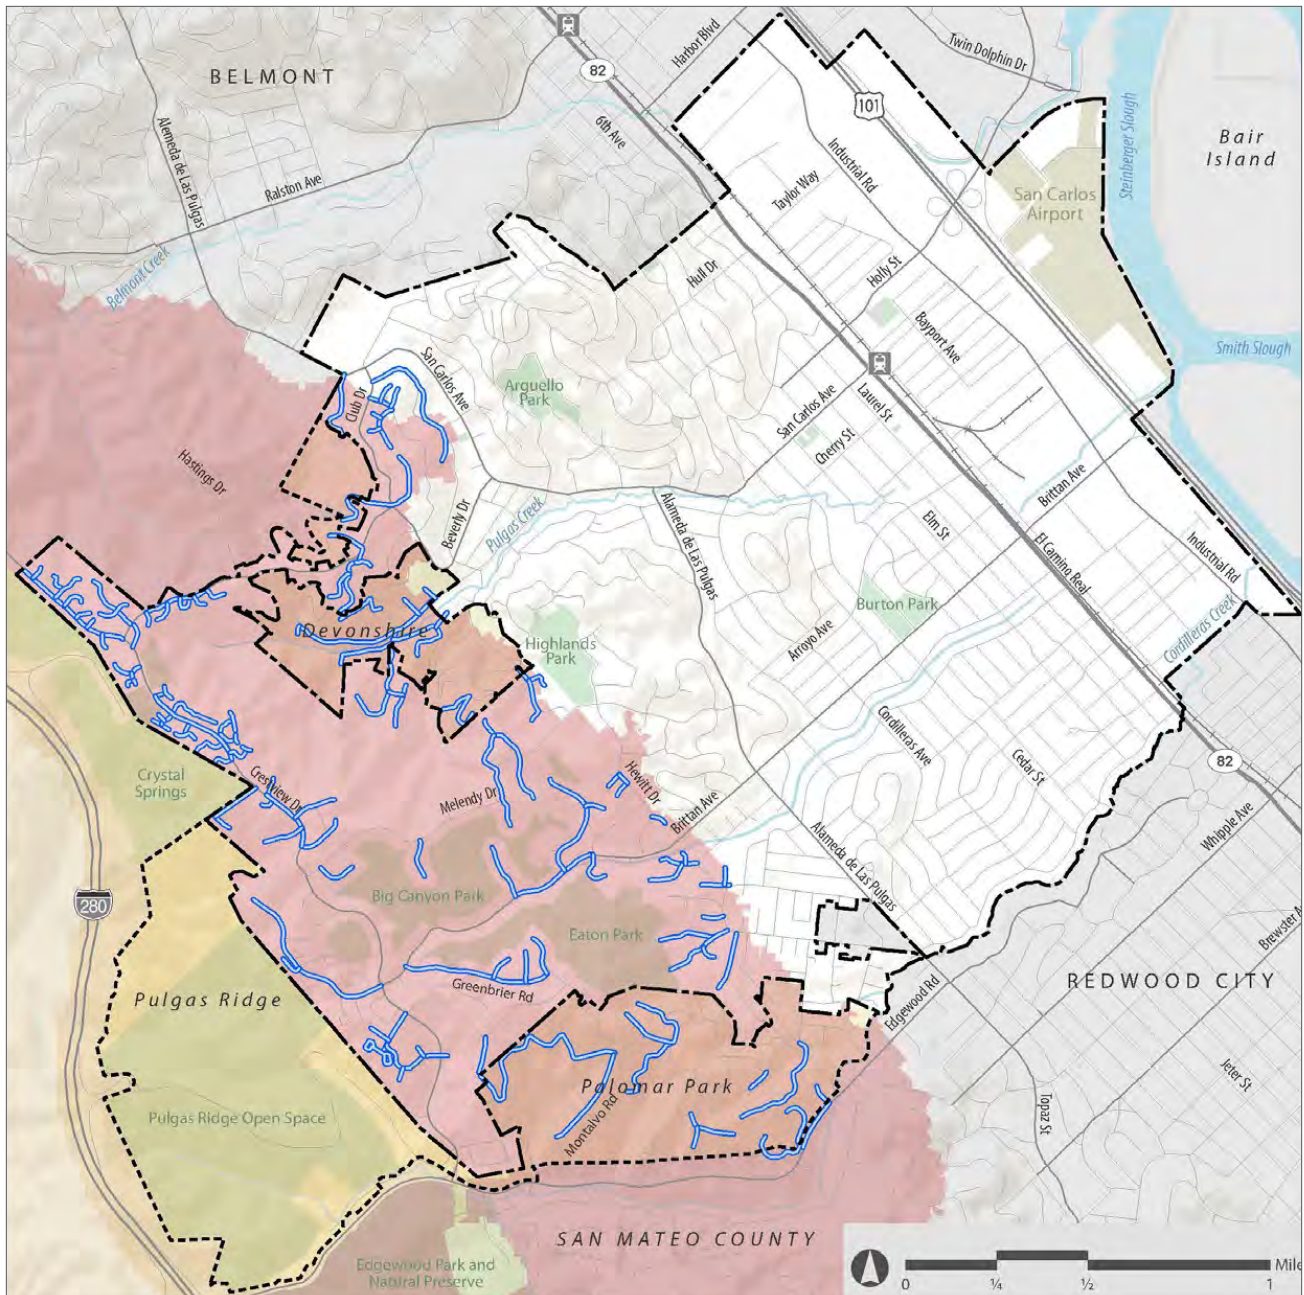 BELMONT
82
Harbor Blvd
Twin Dolphin Dr
101
Bair
Island
Steinberger Slough
6th Ave
Alameda de Las Pulgas
Ralston Ave
Industrial Rd
Taylor Way
San Carlos
Airport
Belmont Creek
Hull Dr
Holly St
Bayport Ave
Smith Slough
San Carlos Ave
Arguello
Park
Club Dr
San Carlos Ave
Laurel St
Cherry St
Hastings Dr
Beverly Dr
Pulgas Creek
Alameda de Las Pulgas
Elm St
Brittan Ave
El Camino Real
Industrial Rd
Devonshire
Highlands
Park
Burton Park
Arroyo Ave
Cordilleras Creek
Crystal
Springs
Crestview Dr
Melendy Dr
Hewitt Dr
Brittan Ave
Cordilleras Ave
Cedar St
82
Whipple Ave
Alameda de Las Pulgas
280
Big Canyon Park
Eaton Park
Brewster A
Pulgas Ridge
Greenbrier Rd
Edgewood Rd
REDWOOD CITY
Palomar Park
Jeter St
Pulgas Ridge Open Space
Montalvo Rd
Topaz St
SAN MATEO COUNTY
Edgewood Park and
Natural Preserve
Mile
0 ¼ ½ 1